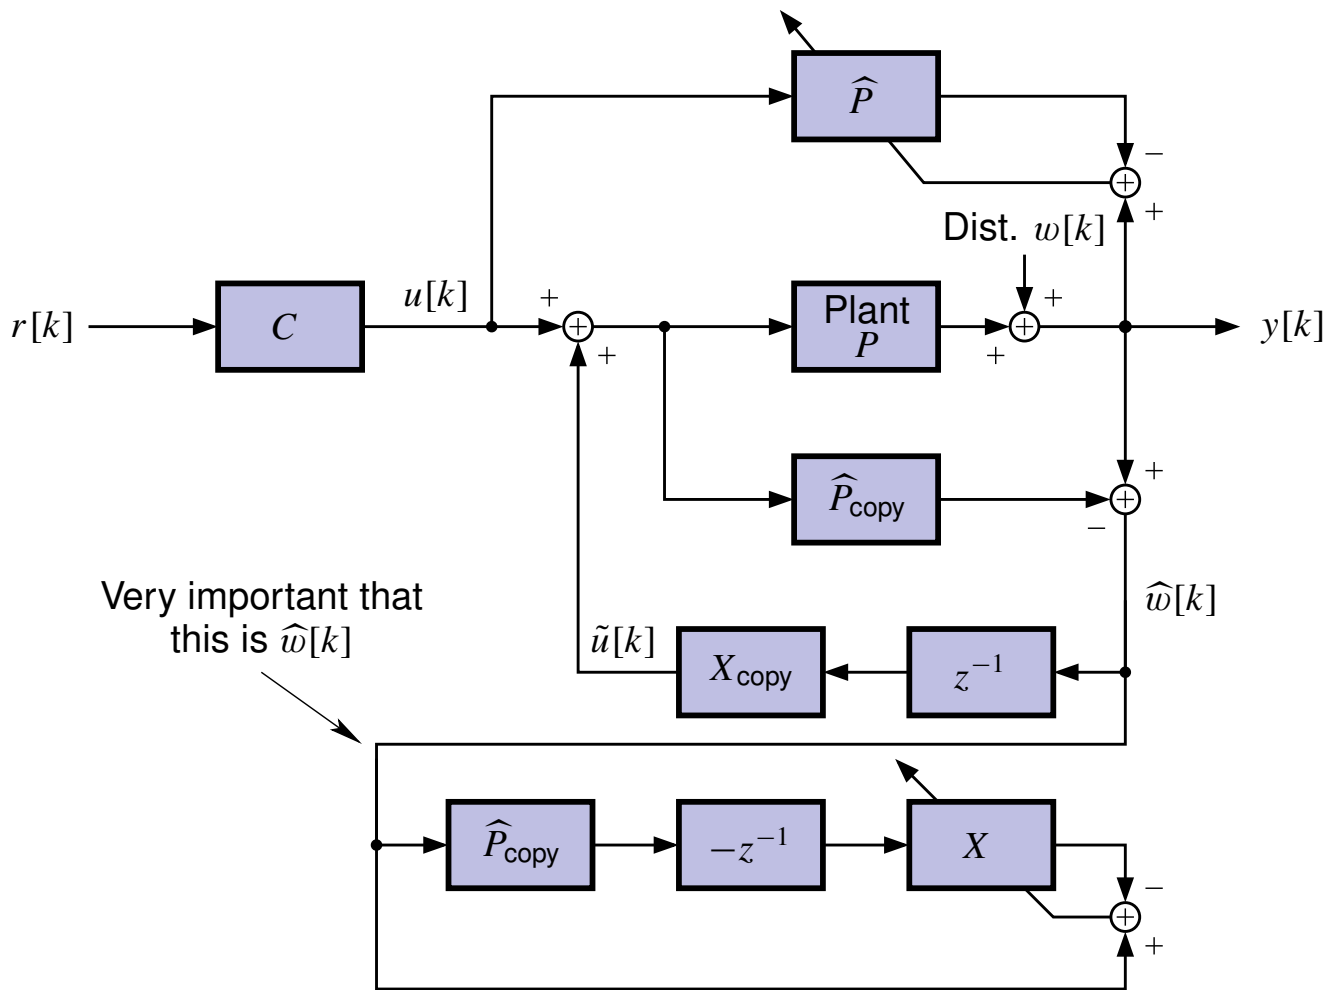 P̂
−
+
Dist. w[k]
r[k]
C
u[k]
+
+
+
Plant
P
+
+
+
y[k]
P̂copy
+
+
−
Very important that
this is ŵ[k]
ŵ[k]
ũ[k]
Xcopy
z⁻¹
P̂copy
−z⁻¹
X
−
+
+